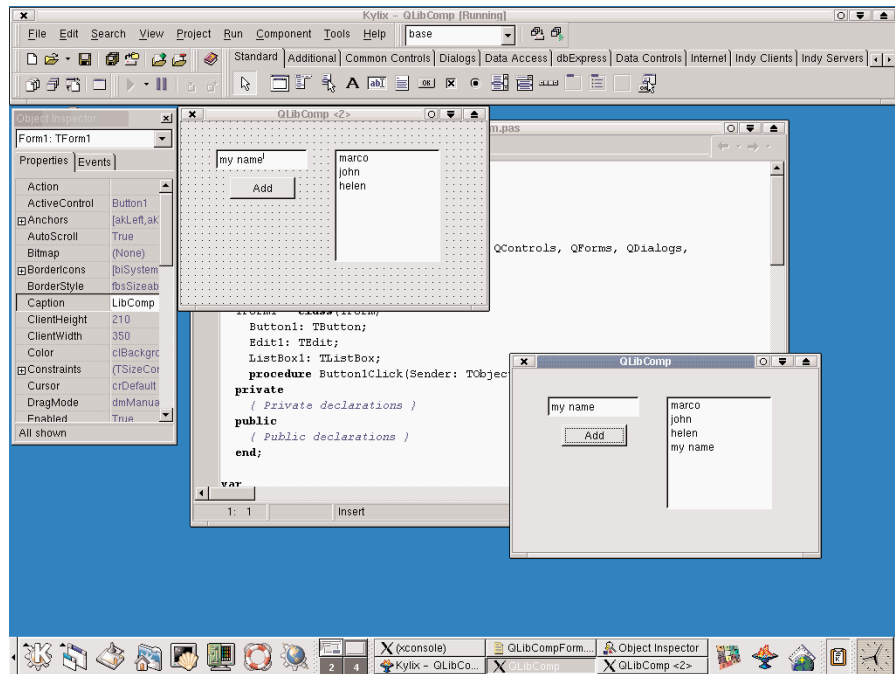 Kylix - QLibComp [Running]
File Edit Search View Project Run Component Tools Help base
Standard Additional Common Controls Dialogs Data Access dbExpress Data Controls Internet Indy Clients Indy Servers
A abI OK
Object Inspector
Form1: TForm1
Properties Events
Action
ActiveControl Button1
Anchors [akLeft,ak
AutoScroll True
Bitmap (None)
BorderIcons [biSystem
BorderStyle fbsSizeab
Caption LibComp
ClientHeight 210
ClientWidth 350
Color clBackgro
Constraints (TSizeCor
Cursor crDefault
DragMode dmManua
Enabled True
All shown
QLibComp <2>
my name
Add
marco
john
helen
m.pas
QControls, QForms, QDialogs,
TForm1 = class(TForm)
Button1: TButton;
Edit1: TEdit;
ListBox1: TListBox;
procedure Button1Click(Sender: TObjec
private
{ Private declarations }
public
{ Public declarations }
end;
var
1: 1 Insert
QLibComp
my name
Add
marco
john
helen
my name
2 4
(xconsole) QLibCompForm.... Object Inspector
Kylix - QLibCo... QLibComp QLibComp <2>